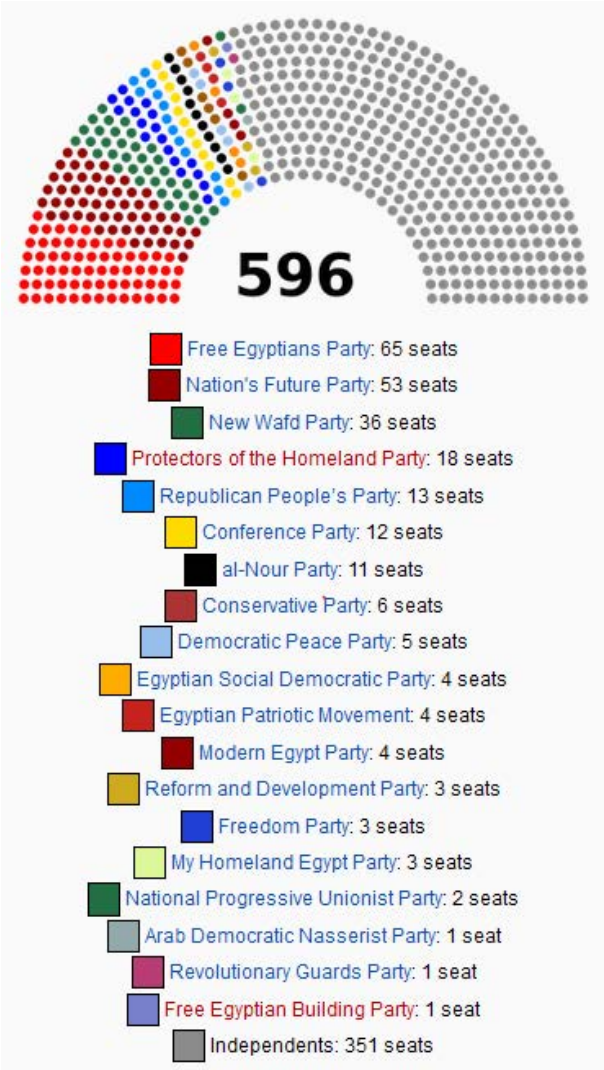 596
Free Egyptians Party: 65 seats
Nation's Future Party: 53 seats
New Wafd Party: 36 seats
Protectors of the Homeland Party: 18 seats
Republican People’s Party: 13 seats
Conference Party: 12 seats
al-Nour Party: 11 seats
Conservative Party: 6 seats
Democratic Peace Party: 5 seats
Egyptian Social Democratic Party: 4 seats
Egyptian Patriotic Movement: 4 seats
Modern Egypt Party: 4 seats
Reform and Development Party: 3 seats
Freedom Party: 3 seats
My Homeland Egypt Party: 3 seats
National Progressive Unionist Party: 2 seats
Arab Democratic Nasserist Party: 1 seat
Revolutionary Guards Party: 1 seat
Free Egyptian Building Party: 1 seat
Independents: 351 seats